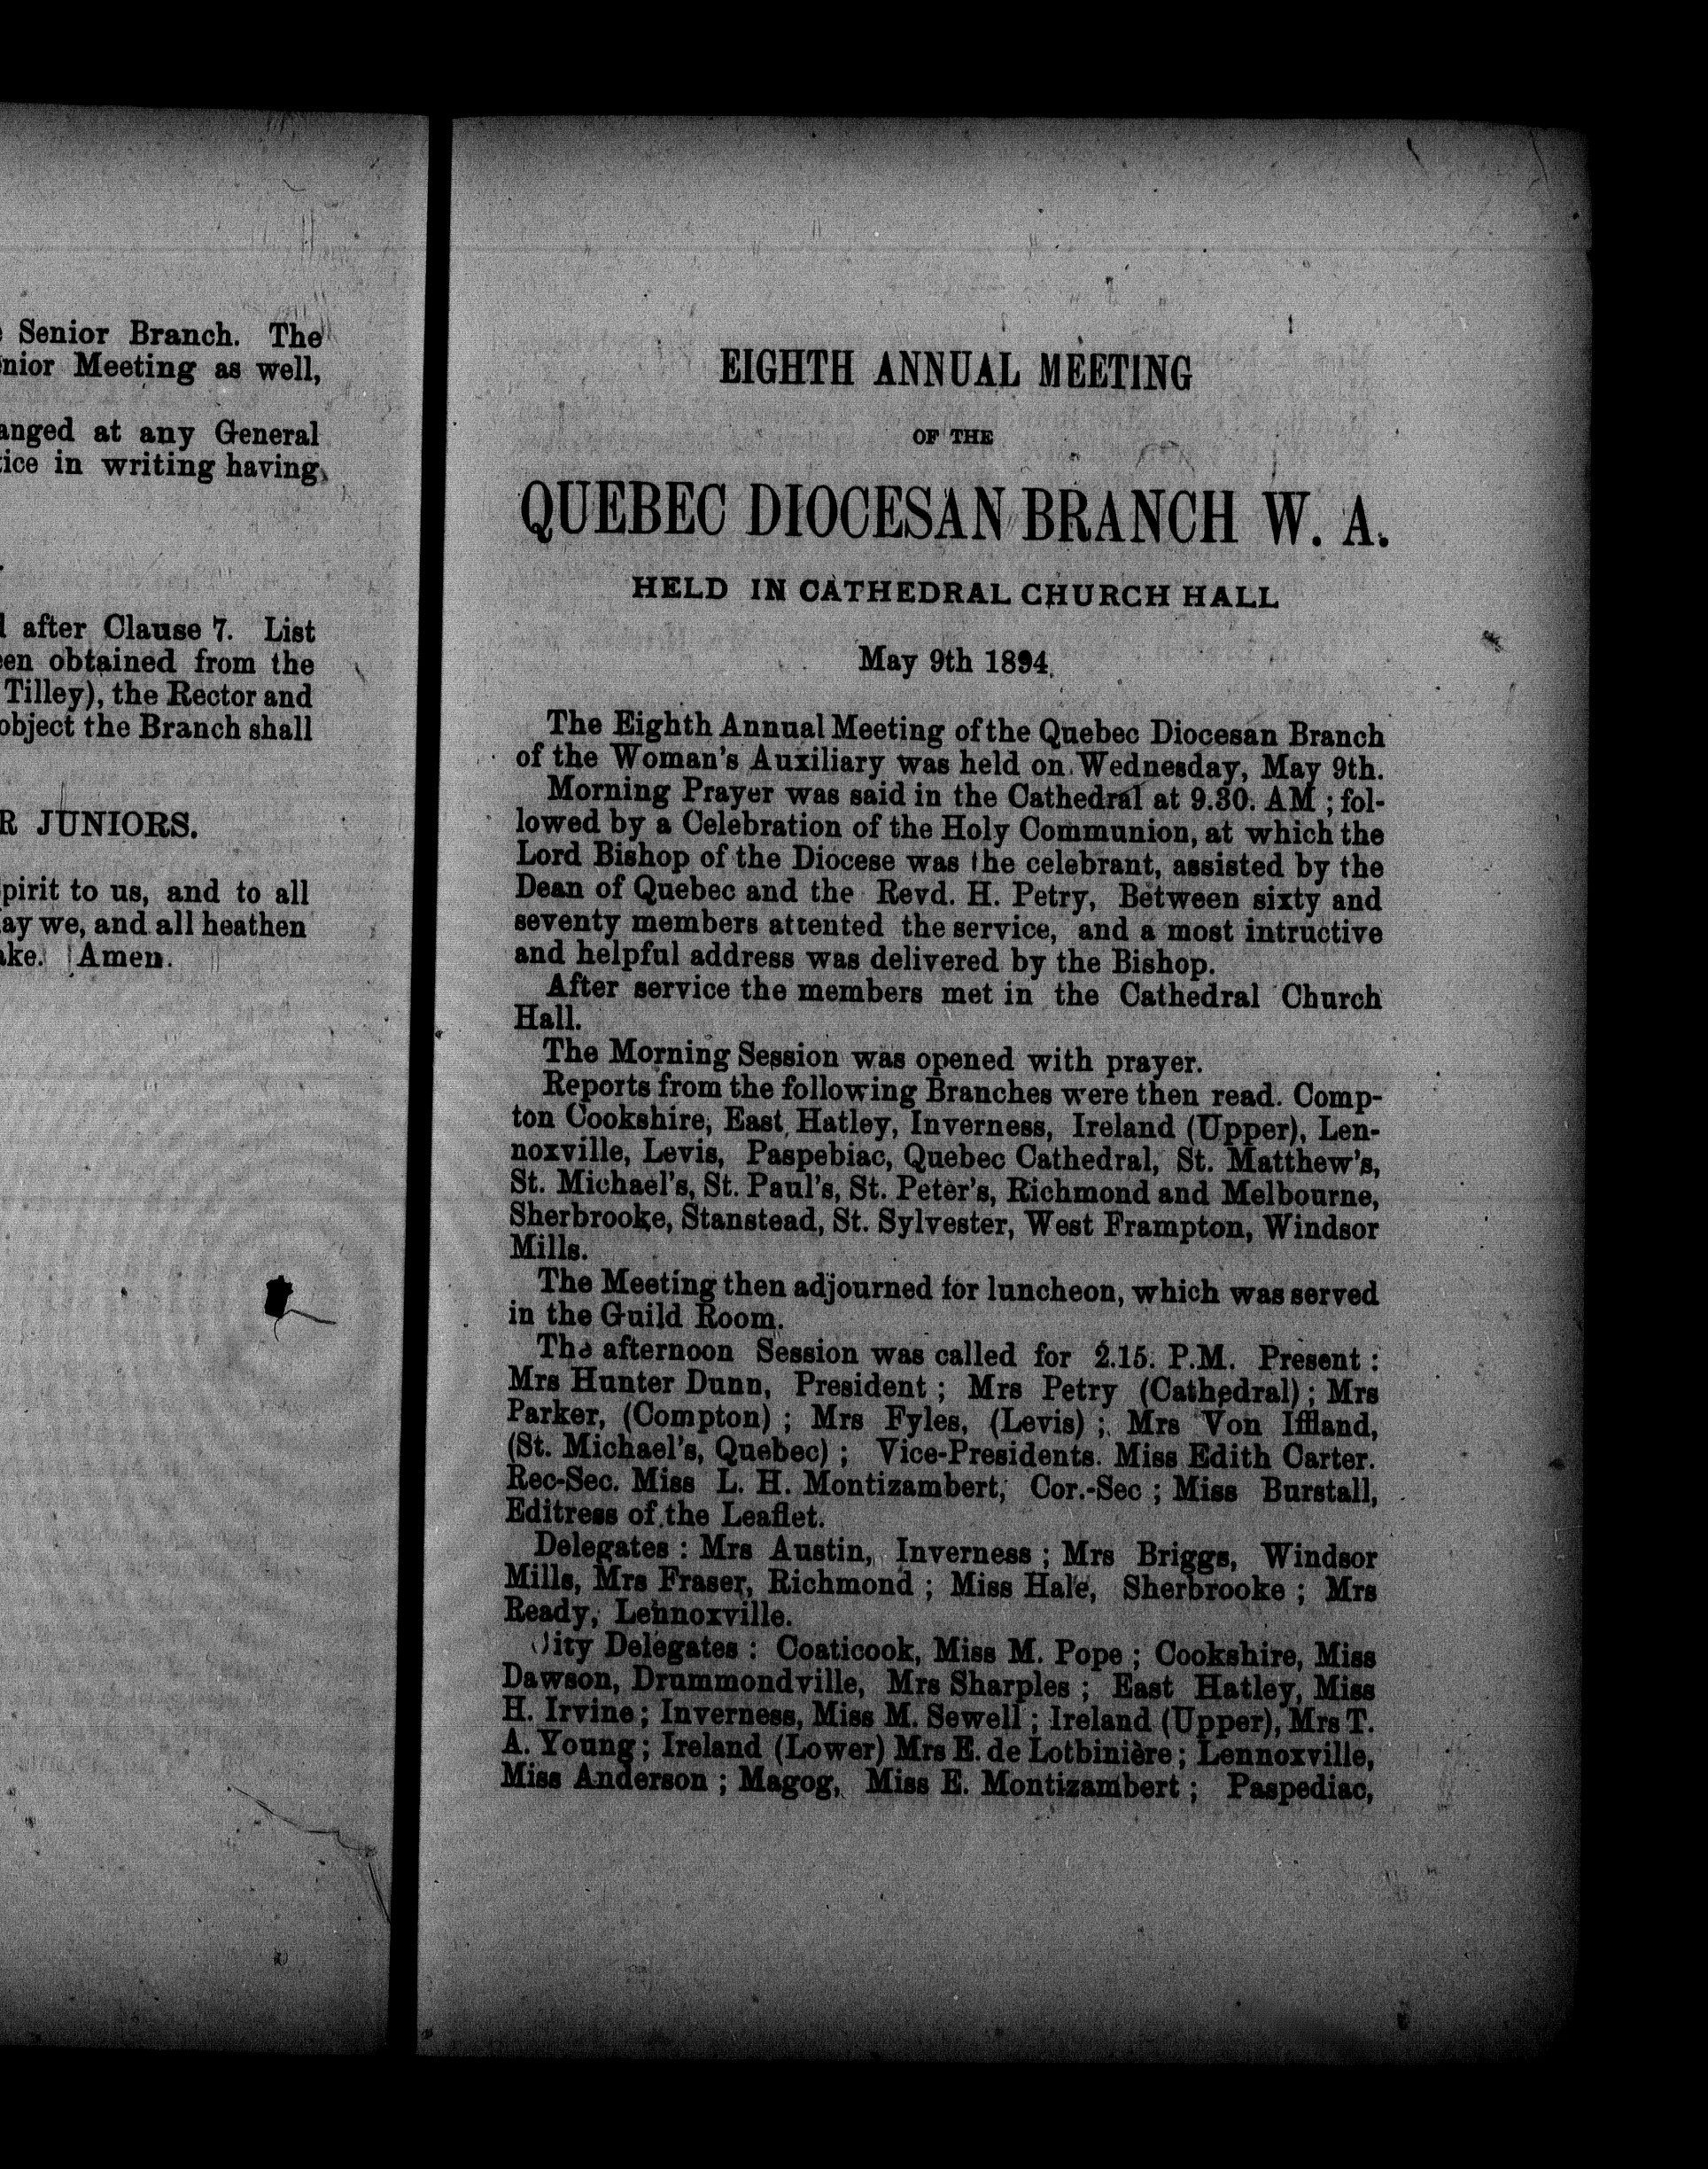 Senior Branch. The
nior Meeting as well,
anged at any General
ice in writing having
after Clause 7. List
en obtained from the
Tilley), the Rector and
object the Branch shall
R JUNIORS.
pirit to us, and to all
ay we, and all heathen
ake. Amen.
EIGHTH ANNUAL MEETING
OF THE
QUEBEC DIOCESAN BRANCH W. A.
HELD IN CATHEDRAL CHURCH HALL
May 9th 1894.
The Eighth Annual Meeting of the Quebec Diocesan Branch
of the Woman's Auxiliary was held on Wednesday, May 9th.
Morning Prayer was said in the Cathedral at 9.30. AM ; fol-
lowed by a Celebration of the Holy Communion, at which the
Lord Bishop of the Diocese was the celebrant, assisted by the
Dean of Quebec and the Revd. H. Petry, Between sixty and
seventy members attented the service, and a most intructive
and helpful address was delivered by the Bishop.
After service the members met in the Cathedral Church
Hall.
The Morning Session was opened with prayer.
Reports from the following Branches were then read. Comp-
ton Cookshire, East Hatley, Inverness, Ireland (Upper), Len-
noxville, Levis, Paspebiac, Quebec Cathedral, St. Matthew's,
St. Michael's, St. Paul's, St. Peter's, Richmond and Melbourne,
Sherbrooke, Stanstead, St. Sylvester, West Frampton, Windsor
Mills.
The Meeting then adjourned for luncheon, which was served
in the Guild Room.
The afternoon Session was called for 2.15. P.M. Present :
Mrs Hunter Dunn, President ; Mrs Petry (Cathedral) ; Mrs
Parker, (Compton) ; Mrs Fyles, (Levis) ; Mrs Von Iffland,
(St. Michael's, Quebec) ; Vice-Presidents. Miss Edith Carter.
Rec-Sec. Miss L. H. Montizambert, Cor.-Sec ; Miss Burstall,
Editress of the Leaflet.
Delegates : Mrs Austin, Inverness ; Mrs Briggs, Windsor
Mills, Mrs Fraser, Richmond ; Miss Hale, Sherbrooke ; Mrs
Ready, Lennoxville.
City Delegates : Coaticook, Miss M. Pope ; Cookshire, Miss
Dawson, Drummondville, Mrs Sharples ; East Hatley, Miss
H. Irvine ; Inverness, Miss M. Sewell ; Ireland (Upper), Mrs T.
A. Young ; Ireland (Lower) Mrs E. de Lotbinière ; Lennoxville,
Miss Anderson ; Magog, Miss E. Montizambert ; Paspediac,